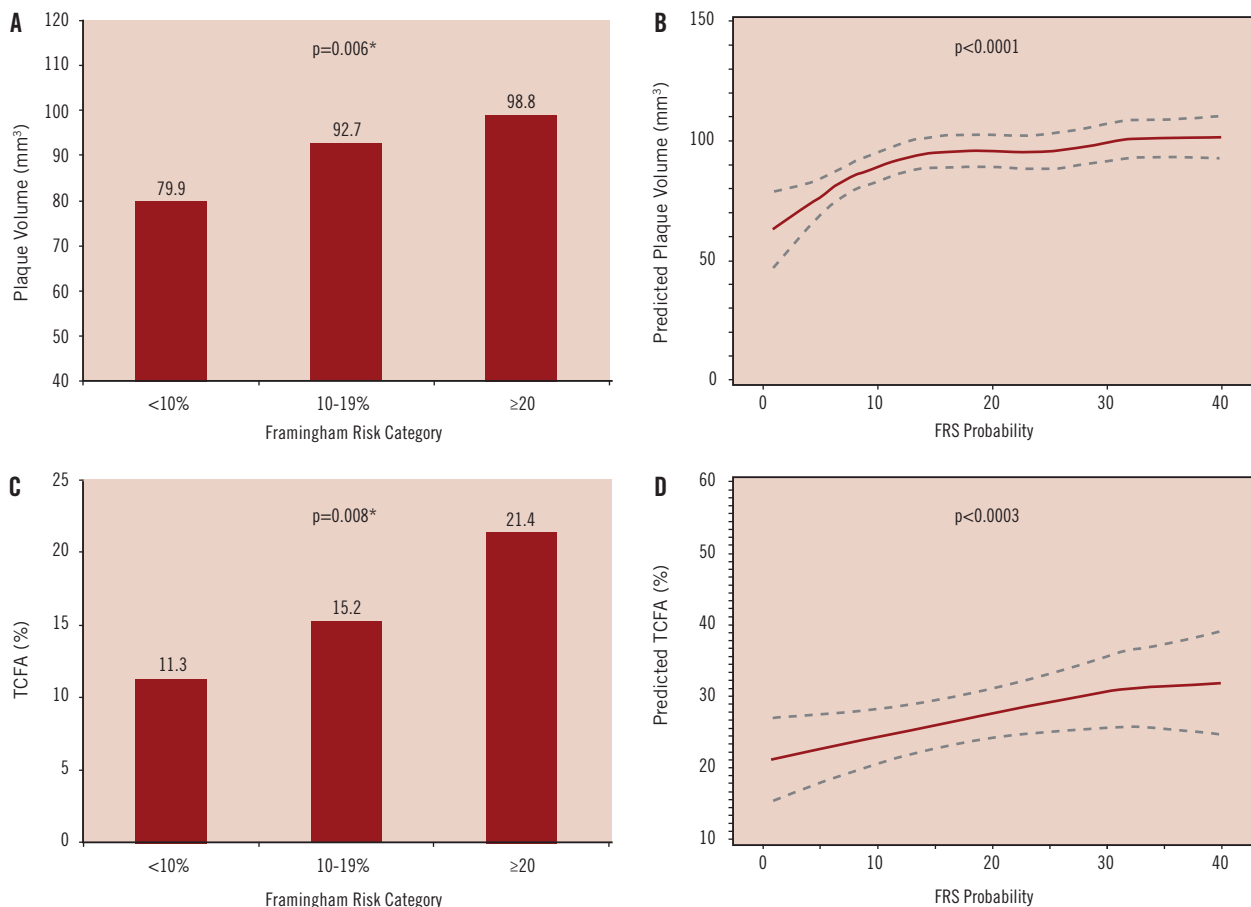 A
p=0.006*
Plaque Volume (mm³)
120
110
100
90
80
70
60
50
40
79.9
92.7
98.8
<10%
10-19%
≥20
Framingham Risk Category
B
p<0.0001
Predicted Plaque Volume (mm³)
150
100
50
0
0
10
20
30
40
FRS Probability
C
p=0.008*
TCFA (%)
25
20
15
10
5
0
11.3
15.2
21.4
<10%
10-19%
≥20
Framingham Risk Category
D
p<0.0003
Predicted TCFA (%)
60
50
40
30
20
10
0
10
20
30
40
FRS Probability